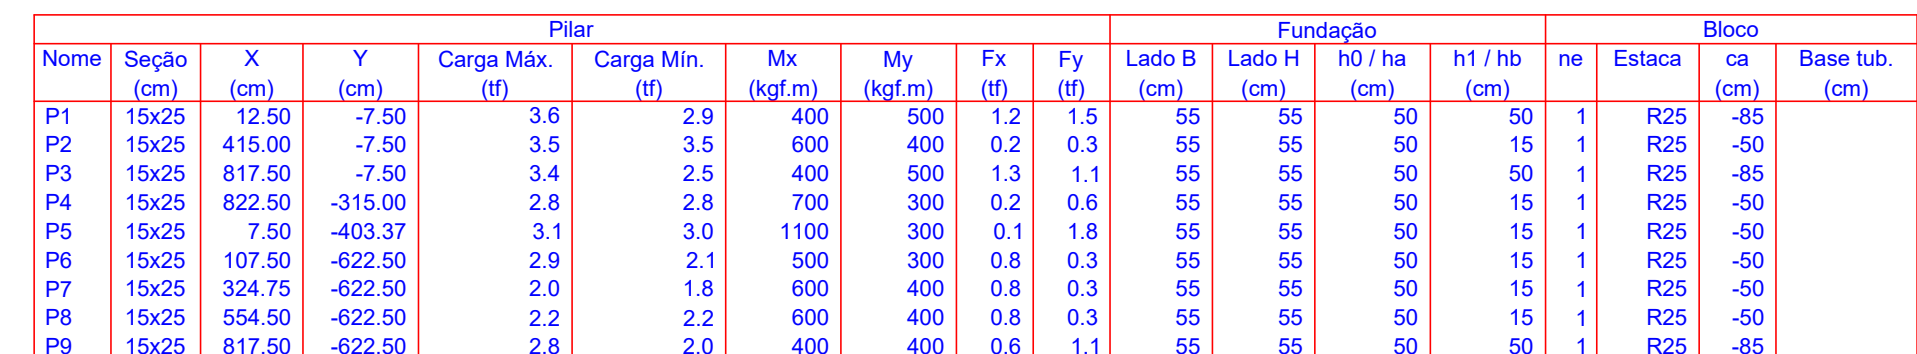 Pilar Fundação Bloco
Nome Seção X Y Carga Máx. Carga Mín. Mx My Fx Fy Lado B Lado H h0 / ha h1 / hb ne Estaca ca Base tub.
(cm) (cm) (cm) (tf) (tf) (kgf.m) (kgf.m) (tf) (tf) (cm) (cm) (cm) (cm) (cm) (cm)
P1 15x25 12.50 -7.50 3.6 2.9 400 500 1.2 1.5 55 55 50 50 1 R25 -85
P2 15x25 415.00 -7.50 3.5 3.5 600 400 0.2 0.3 55 55 50 15 1 R25 -50
P3 15x25 817.50 -7.50 3.4 2.5 400 500 1.3 1.1 55 55 50 50 1 R25 -85
P4 15x25 822.50 -315.00 2.8 2.8 700 300 0.2 0.6 55 55 50 15 1 R25 -50
P5 15x25 7.50 -403.37 3.1 3.0 1100 300 0.1 1.8 55 55 50 15 1 R25 -50
P6 15x25 107.50 -622.50 2.9 2.1 500 300 0.8 0.3 55 55 50 15 1 R25 -50
P7 15x25 324.75 -622.50 2.0 1.8 600 400 0.8 0.3 55 55 50 15 1 R25 -50
P8 15x25 554.50 -622.50 2.2 2.2 600 400 0.8 0.3 55 55 50 15 1 R25 -50
P9 15x25 817.50 -622.50 2.8 2.0 400 400 0.6 1.1 55 55 50 50 1 R25 -85